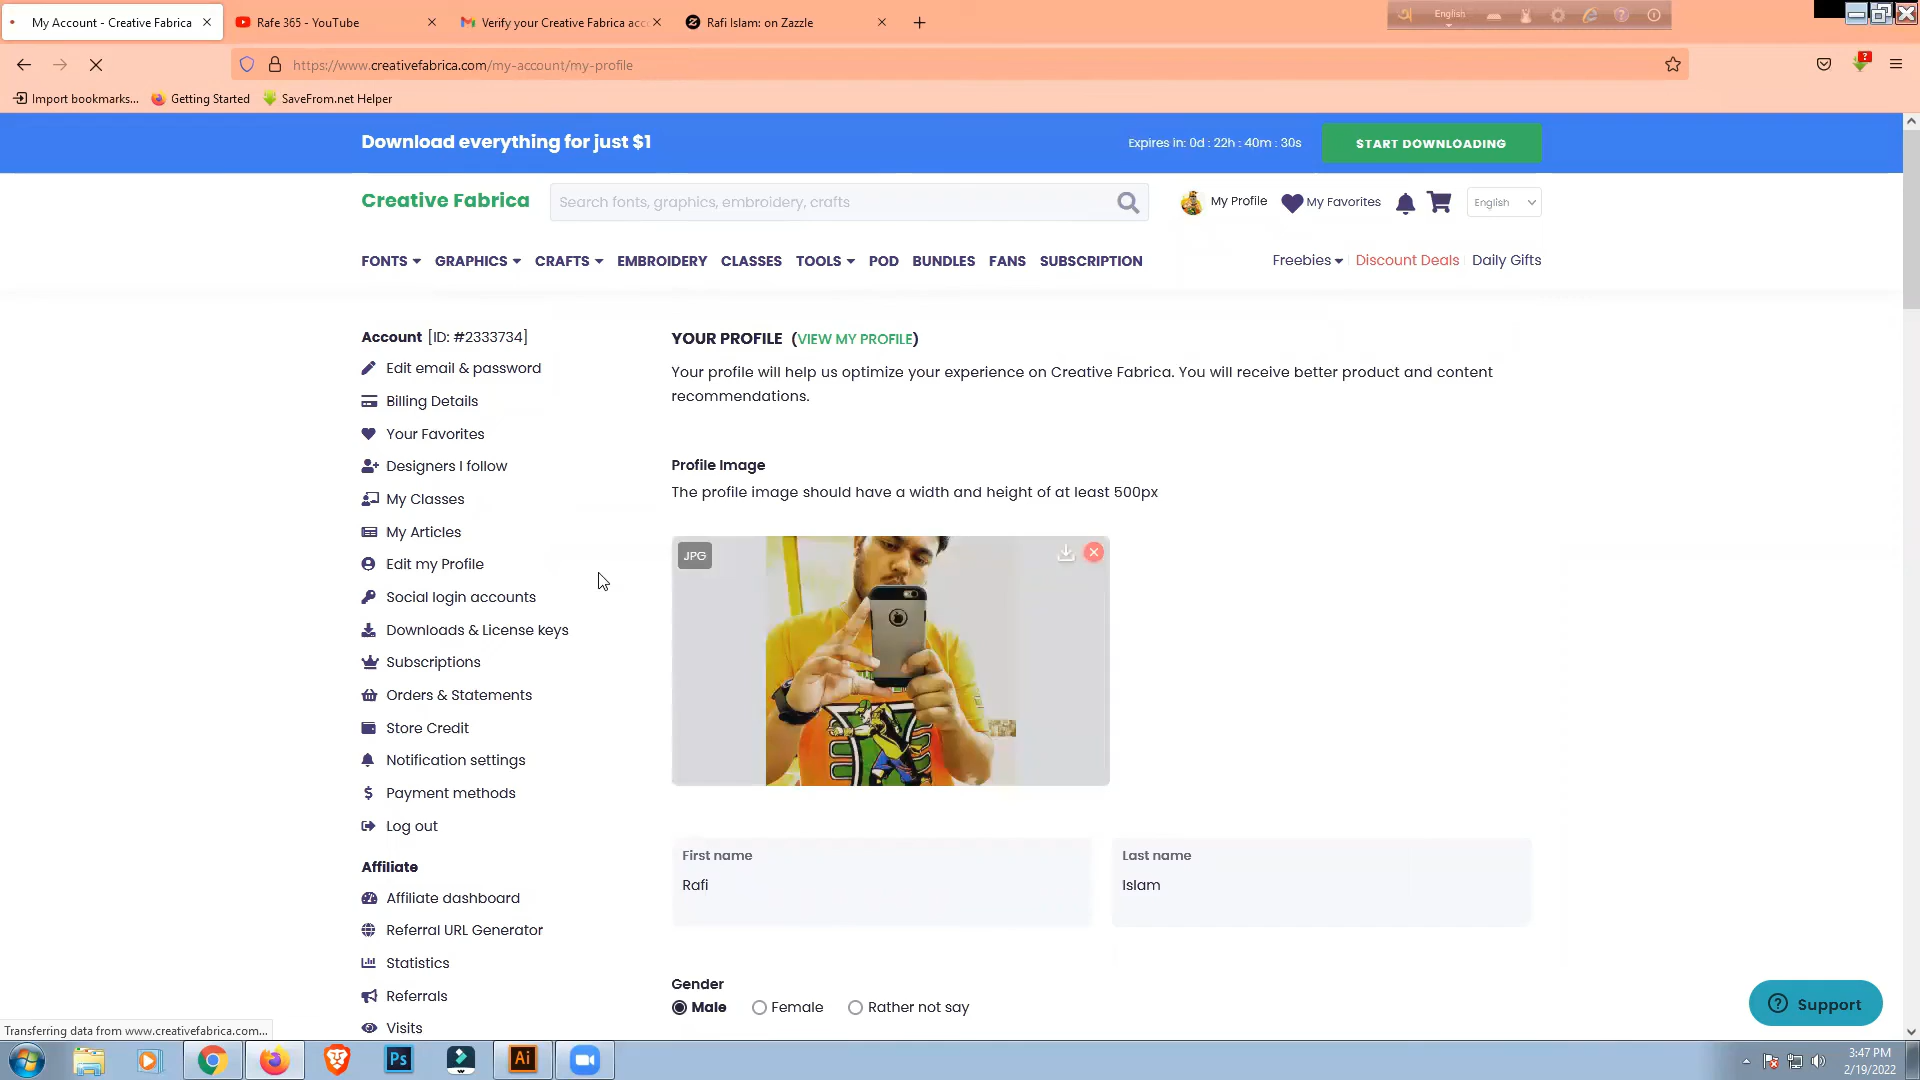 My Account - Creative Fabrica
Rafe 365 - YouTube
Verify your Creative Fabrica acc
Rafi Islam: on Zazzle
English
https://www.creativefabrica.com/my-account/my-profile
Import bookmarks...
Getting Started
SaveFrom.net Helper
Download everything for just $1
Expires in: 0d : 22h : 40m : 30s
START DOWNLOADING
Creative Fabrica
Search fonts, graphics, embroidery, crafts
My Profile
My Favorites
English
FONTS
GRAPHICS
CRAFTS
EMBROIDERY
CLASSES
TOOLS
POD
BUNDLES
FANS
SUBSCRIPTION
Freebies
Discount Deals
Daily Gifts
Account [ID: #2333734]
Edit email & password
Billing Details
Your Favorites
Designers I follow
My Classes
My Articles
Edit my Profile
Social login accounts
Downloads & License keys
Subscriptions
Orders & Statements
Store Credit
Notification settings
Payment methods
Log out
Affiliate
Affiliate dashboard
Referral URL Generator
Statistics
Referrals
Visits
YOUR PROFILE (VIEW MY PROFILE)
Your profile will help us optimize your experience on Creative Fabrica. You will receive better product and content
recommendations.
Profile Image
The profile image should have a width and height of at least 500px
JPG
First name
Rafi
Last name
Islam
Gender
Male
Female
Rather not say
Support
Transferring data from www.creativefabrica.com...
Ps
Ai
3:47 PM
2/19/2022